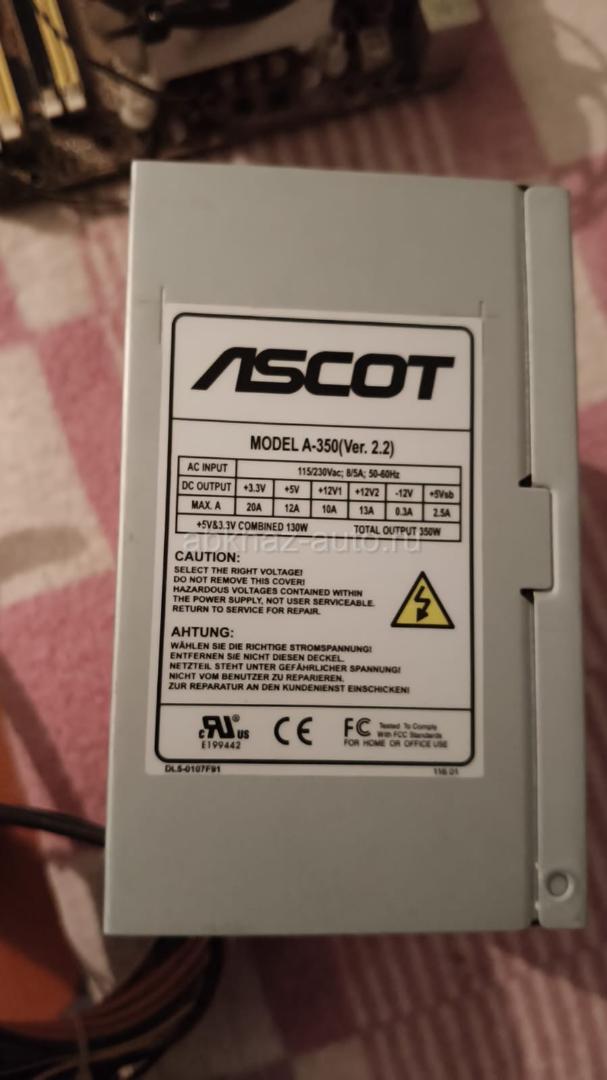 ASCOT
MODEL A-350(Ver. 2.2)
AC INPUT 115/230Vac; 8/5A; 50-60Hz
DC OUTPUT +3.3V +5V +12V1 +12V2 -12V +5Vsb
MAX. A 20A 12A 10A 13A 0.3A 2.5A
+5V&3.3V COMBINED 130W TOTAL OUTPUT 350W
abkhaz-auto.ru
CAUTION:
SELECT THE RIGHT VOLTAGE!
DO NOT REMOVE THIS COVER!
HAZARDOUS VOLTAGES CONTAINED WITHIN
THE POWER SUPPLY, NOT USER SERVICEABLE.
RETURN TO SERVICE FOR REPAIR.
AHTUNG:
WÄHLEN SIE DIE RICHTIGE STROMSPANNUNG!
ENTFERNEN SIE NICHT DIESEN DECKEL.
NETZTEIL STEHT UNTER GEFÄHRLICHER SPANNUNG!
NICHT VOM BENUTZER ZU REPARIEREN.
ZUR REPARATUR AN DEN KUNDENIENST EINSCHICKEN!
c RU ® US CE FC Tested To Comply
With FCC Standards
E199442 FOR HOME OR OFFICE USE
DL5-0107F91 116.01